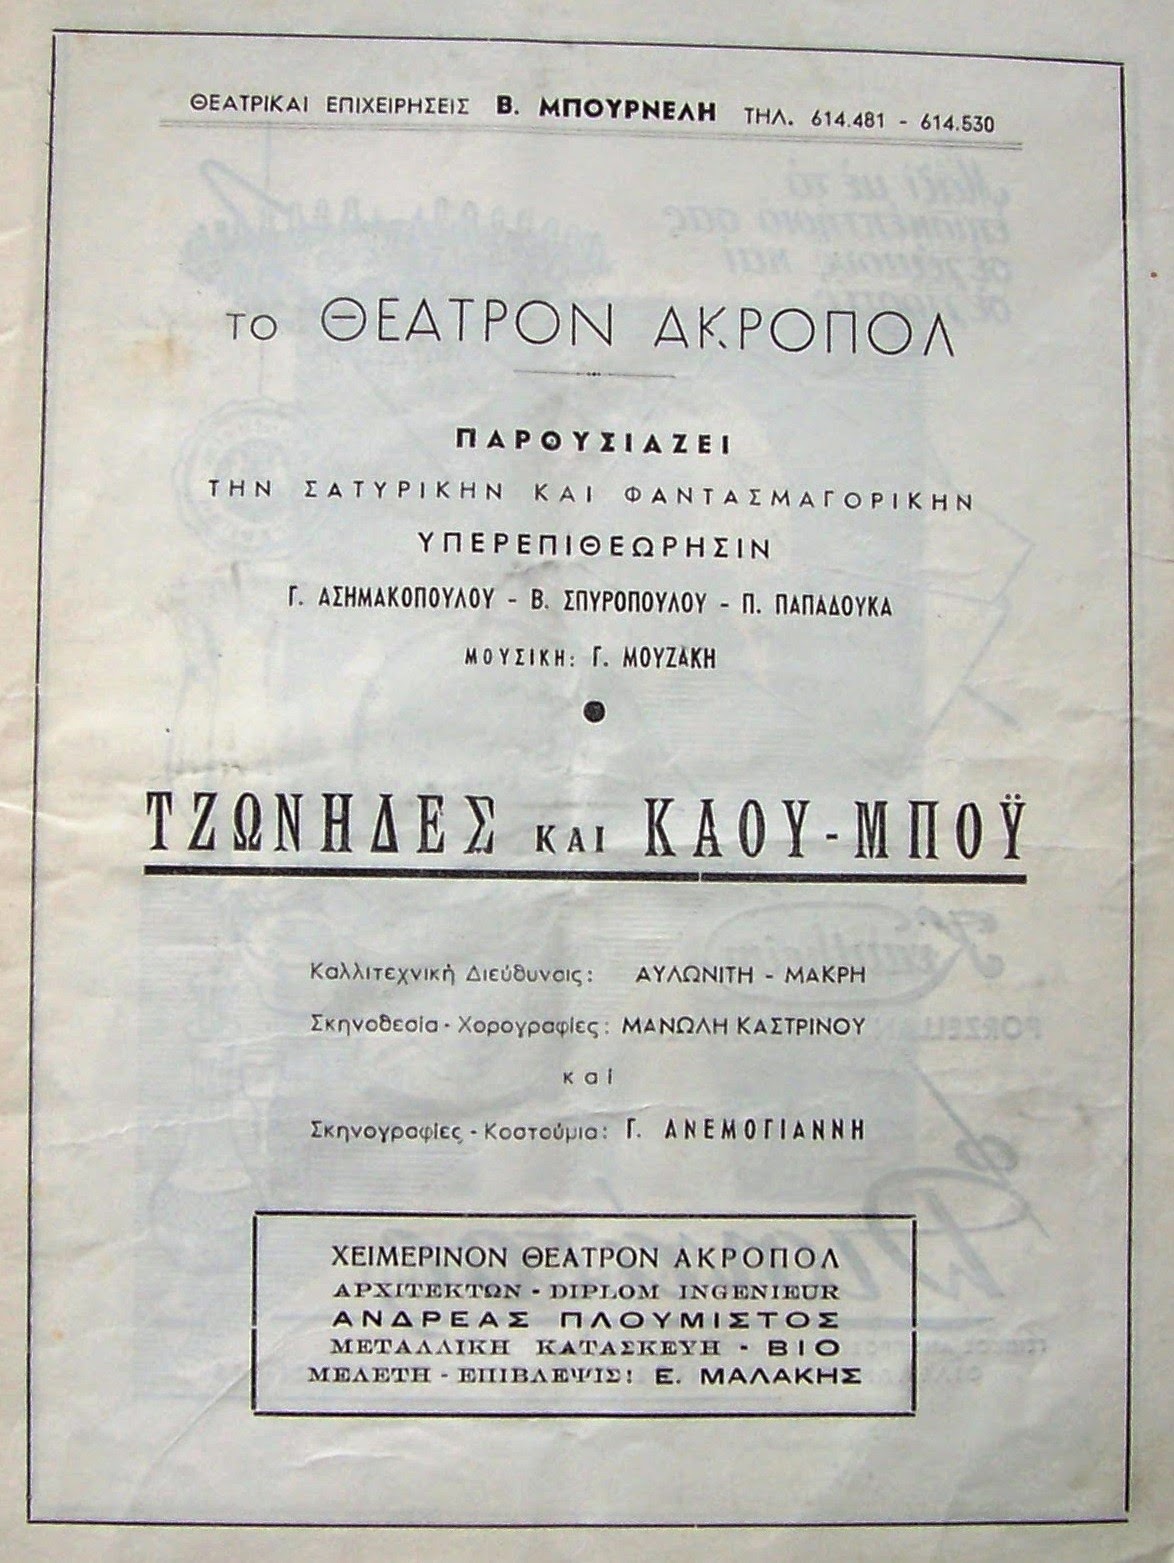 ΘΕΑΤΡΙΚΑΙ ΕΠΙΧΕΙΡΗΣΕΙΣ Β. ΜΠΟΥΡΝΕΛΗ ΤΗΛ. 614.481 - 614.530
ΤΟ ΘΕΑΤΡΟΝ ΑΚΡΟΠΟΛ
ΠΑΡΟΥΣΙΑΖΕΙ
ΤΗΝ ΣΑΤΥΡΙΚΗΝ ΚΑΙ ΦΑΝΤΑΣΜΑΓΟΡΙΚΗΝ
ΥΠΕΡΕΠΙΘΕΩΡΗΣΙΝ
Γ. ΑΣΗΜΑΚΟΠΟΥΛΟΥ - Β. ΣΠΥΡΟΠΟΥΛΟΥ - Π. ΠΑΠΑΔΟΥΚΑ
ΜΟΥΣΙΚΗ: Γ. ΜΟΥΖΑΚΗ
ΤΖΩΝΗΔΕΣ ΚΑΙ ΚΑΟΥ-ΜΠΟΫ
Καλλιτεχνική Διεύθυνσις: ΑΥΛΩΝΙΤΗ - ΜΑΚΡΗ
Σκηνοθεσία - Χορογραφίες: ΜΑΝΩΛΗ ΚΑΣΤΡΙΝΟΥ
καί
Σκηνογραφίες - Κοστούμια: Γ. ΑΝΕΜΟΓΙΑΝΝΗ
ΧΕΙΜΕΡΙΝΟΝ ΘΕΑΤΡΟΝ ΑΚΡΟΠΟΛ
ΑΡΧΙΤΕΚΤΩΝ - DIPLOM INGENIEUR
ΑΝΔΡΕΑΣ ΠΛΟΥΜΙΣΤΟΣ
ΜΕΤΑΛΛΙΚΗ ΚΑΤΑΣΚΕΥΗ - ΒΙΟ
ΜΕΛΕΤΗ - ΕΠΙΒΛΕΨΙΣ: Ε. ΜΑΛΑΚΗΣ